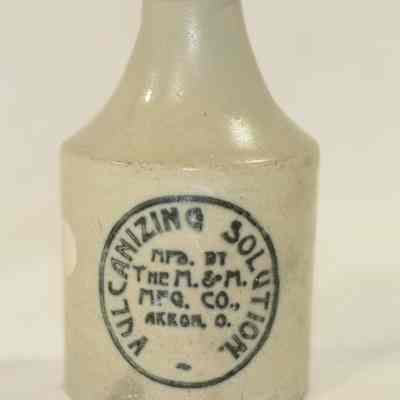 VULCANIZING SOLUTION.
MFD. BY
THE M. & M.
MFG. CO.,
AKRON, O.